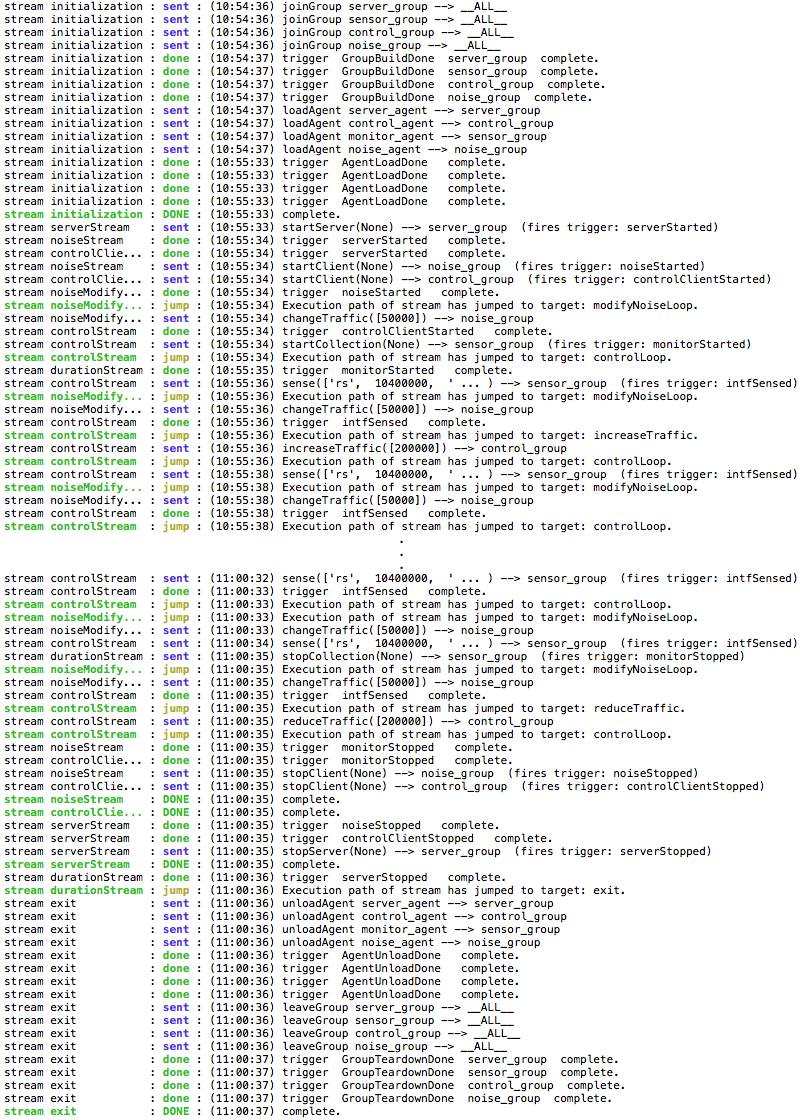 stream initialization : sent : (10:54:36) joinGroup server_group --> __ALL__
stream initialization : sent : (10:54:36) joinGroup sensor_group --> __ALL__
stream initialization : sent : (10:54:36) joinGroup control_group --> __ALL__
stream initialization : sent : (10:54:36) joinGroup noise_group --> __ALL__
stream initialization : done : (10:54:37) trigger  GroupBuildDone  server_group  complete.
stream initialization : done : (10:54:37) trigger  GroupBuildDone  sensor_group  complete.
stream initialization : done : (10:54:37) trigger  GroupBuildDone  control_group  complete.
stream initialization : done : (10:54:37) trigger  GroupBuildDone  noise_group  complete.
stream initialization : sent : (10:54:37) loadAgent server_agent --> server_group
stream initialization : sent : (10:54:37) loadAgent control_agent --> control_group
stream initialization : sent : (10:54:37) loadAgent monitor_agent --> sensor_group
stream initialization : sent : (10:54:37) loadAgent noise_agent --> noise_group
stream initialization : done : (10:55:33) trigger  AgentLoadDone   complete.
stream initialization : done : (10:55:33) trigger  AgentLoadDone   complete.
stream initialization : done : (10:55:33) trigger  AgentLoadDone   complete.
stream initialization : done : (10:55:33) trigger  AgentLoadDone   complete.
stream initialization : DONE : (10:55:33) complete.
stream serverStream   : sent : (10:55:33) startServer(None) --> server_group  (fires trigger: serverStarted)
stream noiseStream    : done : (10:55:34) trigger  serverStarted   complete.
stream controlClie... : done : (10:55:34) trigger  serverStarted   complete.
stream noiseStream    : sent : (10:55:34) startClient(None) --> noise_group  (fires trigger: noiseStarted)
stream controlClie... : sent : (10:55:34) startClient(None) --> control_group  (fires trigger: controlClientStarted)
stream noiseModify... : done : (10:55:34) trigger  noiseStarted   complete.
stream noiseModify... : jump : (10:55:34) Execution path of stream has jumped to target: modifyNoiseLoop.
stream noiseModify... : sent : (10:55:34) changeTraffic([50000]) --> noise_group
stream controlStream  : done : (10:55:34) trigger  controlClientStarted   complete.
stream controlStream  : sent : (10:55:34) startCollection(None) --> sensor_group  (fires trigger: monitorStarted)
stream controlStream  : jump : (10:55:34) Execution path of stream has jumped to target: controlLoop.
stream durationStream : done : (10:55:35) trigger  monitorStarted   complete.
stream controlStream  : sent : (10:55:36) sense(['rs',  10400000,  ' ... ) --> sensor_group  (fires trigger: intfSensed)
stream noiseModify... : jump : (10:55:36) Execution path of stream has jumped to target: modifyNoiseLoop.
stream noiseModify... : sent : (10:55:36) changeTraffic([50000]) --> noise_group
stream controlStream  : done : (10:55:36) trigger  intfSensed   complete.
stream controlStream  : jump : (10:55:36) Execution path of stream has jumped to target: increaseTraffic.
stream controlStream  : sent : (10:55:36) increaseTraffic([200000]) --> control_group
stream controlStream  : jump : (10:55:36) Execution path of stream has jumped to target: controlLoop.
stream controlStream  : sent : (10:55:38) sense(['rs',  10400000,  ' ... ) --> sensor_group  (fires trigger: intfSensed)
stream noiseModify... : jump : (10:55:38) Execution path of stream has jumped to target: modifyNoiseLoop.
stream noiseModify... : sent : (10:55:38) changeTraffic([50000]) --> noise_group
stream controlStream  : done : (10:55:38) trigger  intfSensed   complete.
stream controlStream  : jump : (10:55:38) Execution path of stream has jumped to target: controlLoop.
.
.
.
stream controlStream  : sent : (11:00:32) sense(['rs',  10400000,  ' ... ) --> sensor_group  (fires trigger: intfSensed)
stream controlStream  : done : (11:00:33) trigger  intfSensed   complete.
stream controlStream  : jump : (11:00:33) Execution path of stream has jumped to target: controlLoop.
stream noiseModify... : jump : (11:00:33) Execution path of stream has jumped to target: modifyNoiseLoop.
stream noiseModify... : sent : (11:00:33) changeTraffic([50000]) --> noise_group
stream controlStream  : sent : (11:00:34) sense(['rs',  10400000,  ' ... ) --> sensor_group  (fires trigger: intfSensed)
stream durationStream : sent : (11:00:35) stopCollection(None) --> sensor_group  (fires trigger: monitorStopped)
stream noiseModify... : jump : (11:00:35) Execution path of stream has jumped to target: modifyNoiseLoop.
stream noiseModify... : sent : (11:00:35) changeTraffic([50000]) --> noise_group
stream controlStream  : done : (11:00:35) trigger  intfSensed   complete.
stream controlStream  : jump : (11:00:35) Execution path of stream has jumped to target: reduceTraffic.
stream controlStream  : sent : (11:00:35) reduceTraffic([200000]) --> control_group
stream controlStream  : jump : (11:00:35) Execution path of stream has jumped to target: controlLoop.
stream noiseStream    : done : (11:00:35) trigger  monitorStopped   complete.
stream controlClie... : done : (11:00:35) trigger  monitorStopped   complete.
stream noiseStream    : sent : (11:00:35) stopClient(None) --> noise_group  (fires trigger: noiseStopped)
stream controlClie... : sent : (11:00:35) stopClient(None) --> control_group  (fires trigger: controlClientStopped)
stream noiseStream    : DONE : (11:00:35) complete.
stream controlClie... : DONE : (11:00:35) complete.
stream serverStream   : done : (11:00:35) trigger  noiseStopped   complete.
stream serverStream   : done : (11:00:35) trigger  controlClientStopped   complete.
stream serverStream   : sent : (11:00:35) stopServer(None) --> server_group  (fires trigger: serverStopped)
stream serverStream   : DONE : (11:00:35) complete.
stream durationStream : done : (11:00:36) trigger  serverStopped   complete.
stream durationStream : jump : (11:00:36) Execution path of stream has jumped to target: exit.
stream exit           : sent : (11:00:36) unloadAgent server_agent --> server_group
stream exit           : sent : (11:00:36) unloadAgent control_agent --> control_group
stream exit           : sent : (11:00:36) unloadAgent monitor_agent --> sensor_group
stream exit           : sent : (11:00:36) unloadAgent noise_agent --> noise_group
stream exit           : done : (11:00:36) trigger  AgentUnloadDone   complete.
stream exit           : done : (11:00:36) trigger  AgentUnloadDone   complete.
stream exit           : done : (11:00:36) trigger  AgentUnloadDone   complete.
stream exit           : done : (11:00:36) trigger  AgentUnloadDone   complete.
stream exit           : sent : (11:00:36) leaveGroup server_group --> __ALL__
stream exit           : sent : (11:00:36) leaveGroup sensor_group --> __ALL__
stream exit           : sent : (11:00:36) leaveGroup control_group --> __ALL__
stream exit           : sent : (11:00:36) leaveGroup noise_group --> __ALL__
stream exit           : done : (11:00:37) trigger  GroupTeardownDone  server_group  complete.
stream exit           : done : (11:00:37) trigger  GroupTeardownDone  sensor_group  complete.
stream exit           : done : (11:00:37) trigger  GroupTeardownDone  control_group  complete.
stream exit           : done : (11:00:37) trigger  GroupTeardownDone  noise_group  complete.
stream exit           : DONE : (11:00:37) complete.